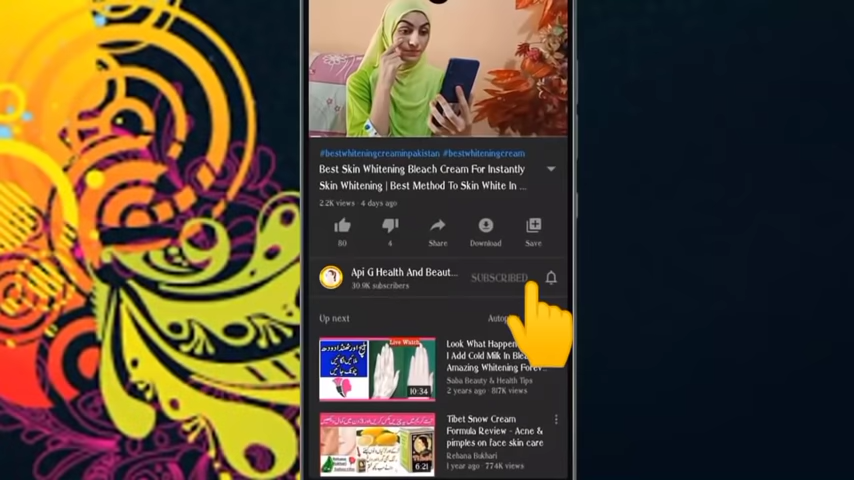 #bestwhiteningcreaminpakistan #bestwhiteningcream
Best Skin Whitening Bleach Cream For Instantly
Skin Whitening | Best Method To Skin White In ...
2.2K views · 4 days ago
80
4
Share
Download
Save
Api G Health And Beaut...
SUBSCRIBED
30.9K subscribers
Up next
Live Watch
10:34
Look What Happen
I Add Cold Milk In Blea
Amazing Whitening Forev..
Saba Beauty & Health Tips
2 years ago · 817K views
6:21
Tibet Snow Cream
Formula Review - Acne &
pimples on face skin care
Rehana Bukhari
1 year ago · 774K views